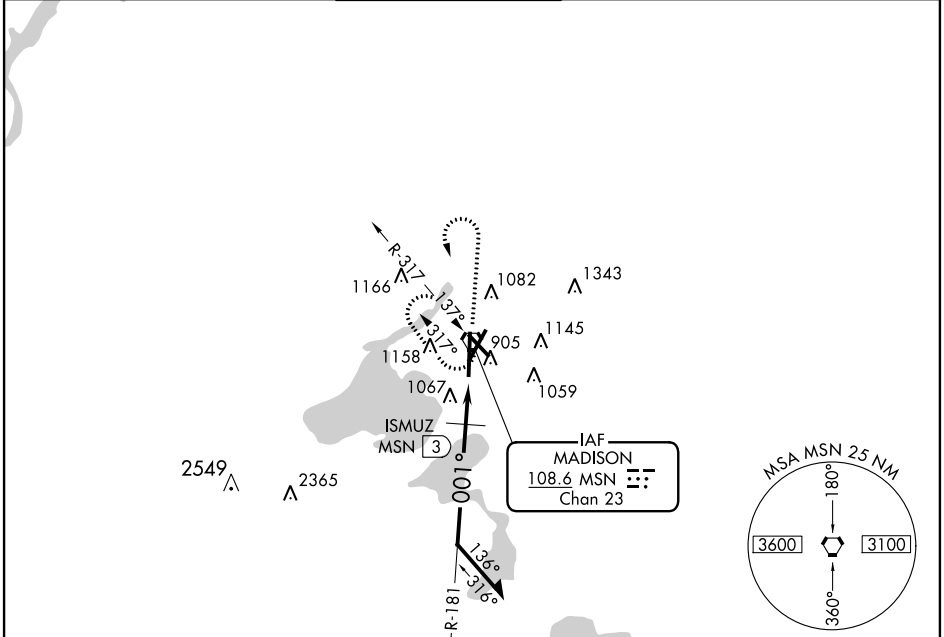 R-317
1166
137°
1082
1343
317°
1158
905
1145
1067
1059
ISMUZ
MSN 3
001°
IAF
MADISON
108.6 MSN
Chan 23
2549
2365
136°
316°
R-181
MSA MSN 25 NM
180°
3600
3100
360°